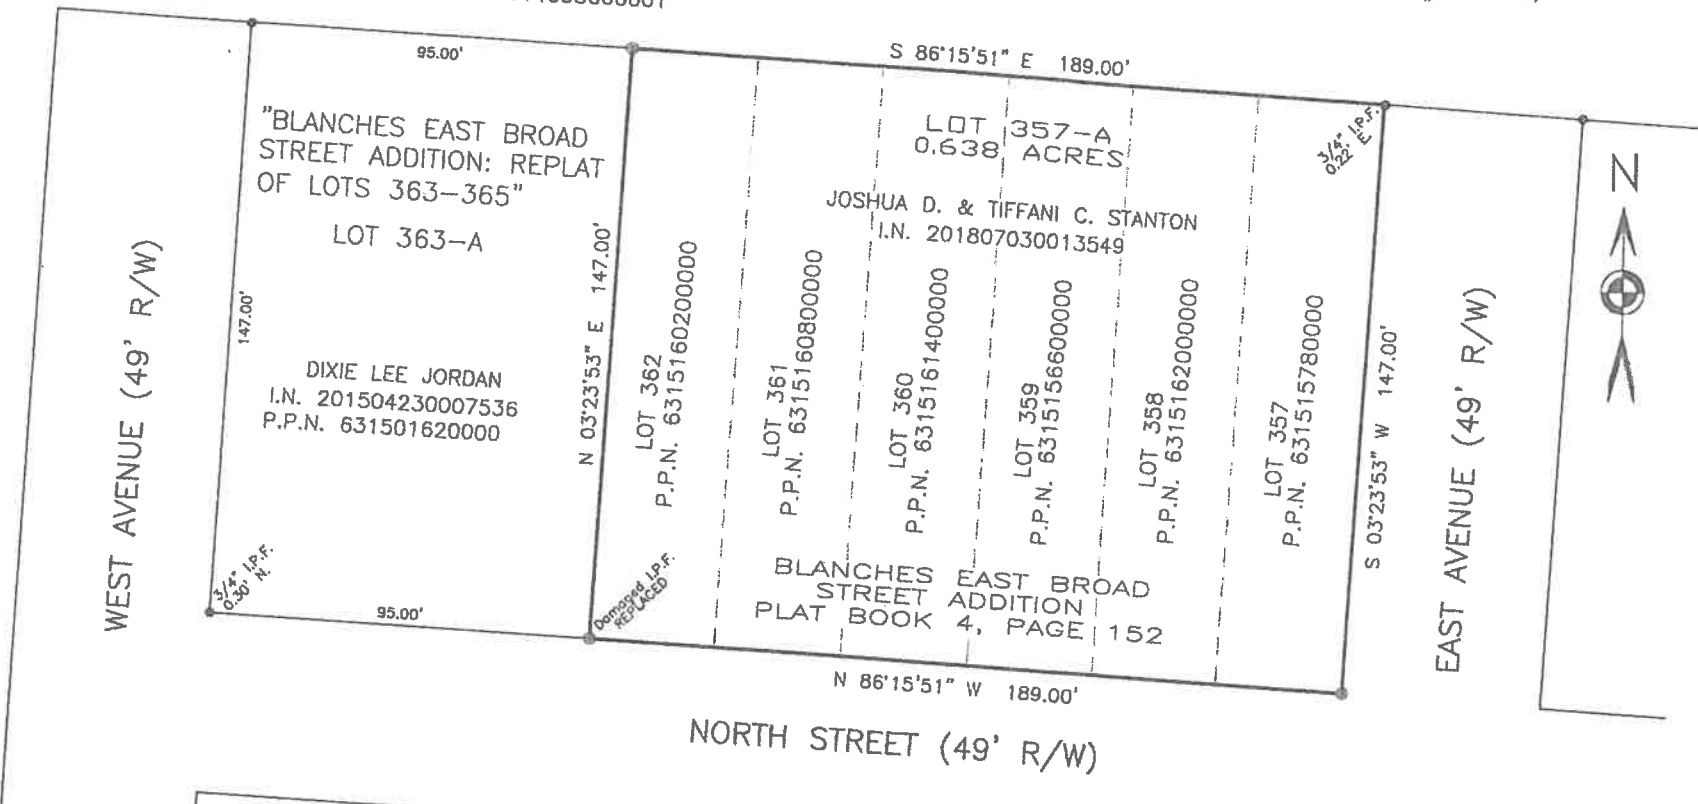 95.00'
S 86°15'51" E 189.00'
"BLANCHES EAST BROAD
STREET ADDITION: REPLAT
OF LOTS 363-365"
LOT 363-A
147.00'
DIXIE LEE JORDAN
I.N. 201504230007536
P.P.N. 631501620000
3/4" I.P.F.
0.30' N.
95.00'
WEST AVENUE (49' R/W)
N 03°23'53" E 147.00'
Damaged I.P.F.
REPLACED
LOT 357-A
0.638 ACRES
JOSHUA D. & TIFFANI C. STANTON
I.N. 201807030013549
3/4" I.P.F.
0.22' E.
N
LOT 362
P.P.N. 631516020000
LOT 361
P.P.N. 631516080000
LOT 360
P.P.N. 631516140000
LOT 359
P.P.N. 631515660000
LOT 358
P.P.N. 631516200000
LOT 357
P.P.N. 631515780000
BLANCHES EAST BROAD
STREET ADDITION
PLAT BOOK 4, PAGE 152
S 03°23'53" W 147.00'
EAST AVENUE (49' R/W)
N 86°15'51" W 189.00'
NORTH STREET (49' R/W)